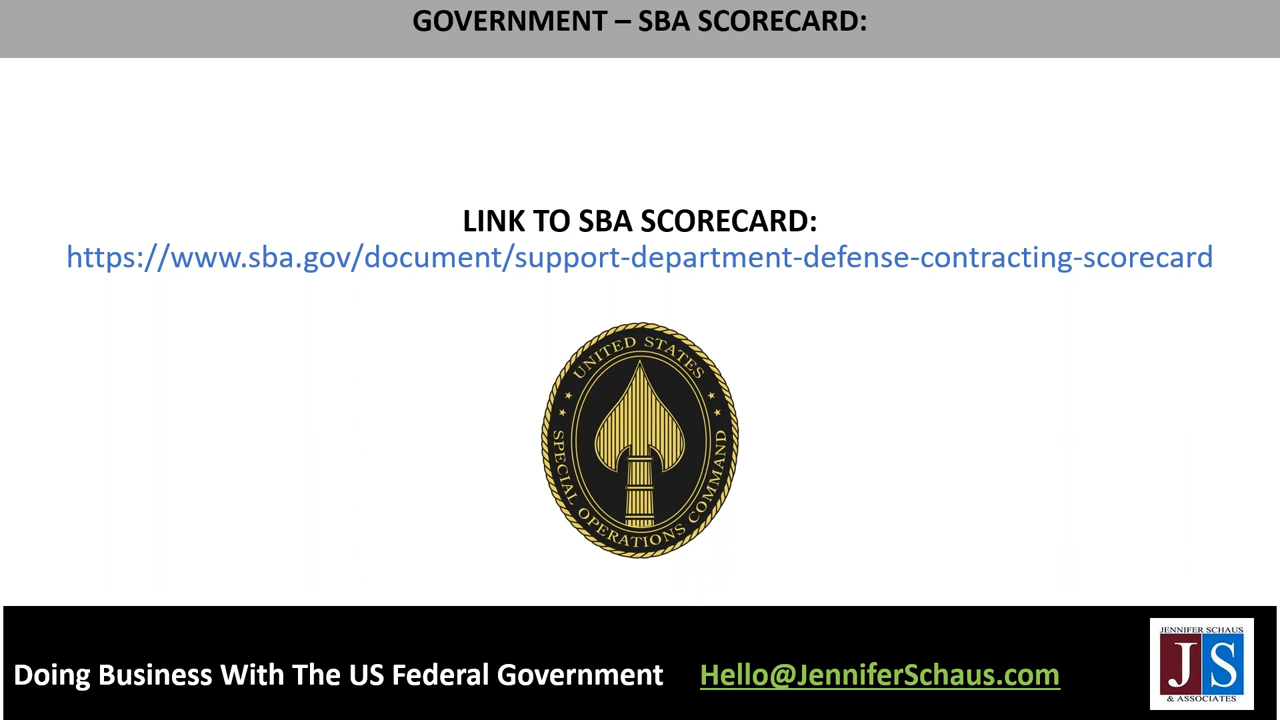 GOVERNMENT – SBA SCORECARD:
LINK TO SBA SCORECARD:
https://www.sba.gov/document/support-department-defense-contracting-scorecard
UNITED STATES
SPECIAL OPERATIONS COMMAND
Doing Business With The US Federal Government Hello@JenniferSchaus.com
JENNIFER SCHAUS
JS
& ASSOCIATES